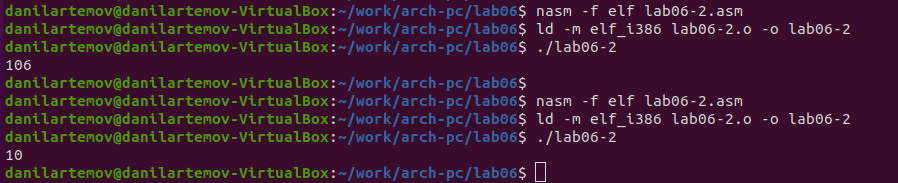 danilartemov@danilartemov-VirtualBox:~/work/arch-pc/lab06$ nasm -f elf lab06-2.asm
danilartemov@danilartemov-VirtualBox:~/work/arch-pc/lab06$ ld -m elf_i386 lab06-2.o -o lab06-2
danilartemov@danilartemov-VirtualBox:~/work/arch-pc/lab06$ ./lab06-2
106
danilartemov@danilartemov-VirtualBox:~/work/arch-pc/lab06$
danilartemov@danilartemov-VirtualBox:~/work/arch-pc/lab06$ nasm -f elf lab06-2.asm
danilartemov@danilartemov-VirtualBox:~/work/arch-pc/lab06$ ld -m elf_i386 lab06-2.o -o lab06-2
danilartemov@danilartemov-VirtualBox:~/work/arch-pc/lab06$ ./lab06-2
10
danilartemov@danilartemov-VirtualBox:~/work/arch-pc/lab06$